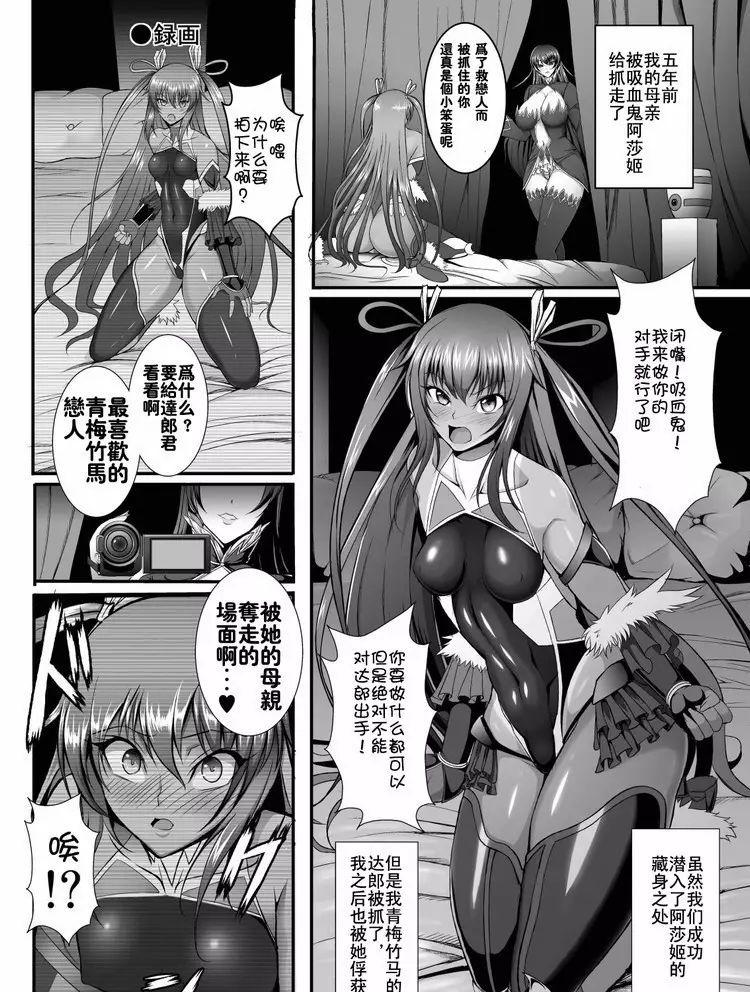 五年前
我的母亲
被吸血鬼阿莎姬
给抓走了
爲了救戀人而
被抓住的你
還真是個小笨蛋呢
闭嘴！吸血鬼！
我来做你的
对手就行了吧
你要做什么都可以
但是绝对不能
对达郎出手！
虽然我们成功
潜入了阿莎姬的
藏身之处
但是我青梅竹马的
达郎被抓了，
我之后也被她俘获
●録画
唉 喂
为什么要
拍下来啊？
爲什么？
要給達郎君
看看啊
最喜歡的
青梅竹馬
戀人
被她的母親
奪走的
場面啊…♥
唉!?